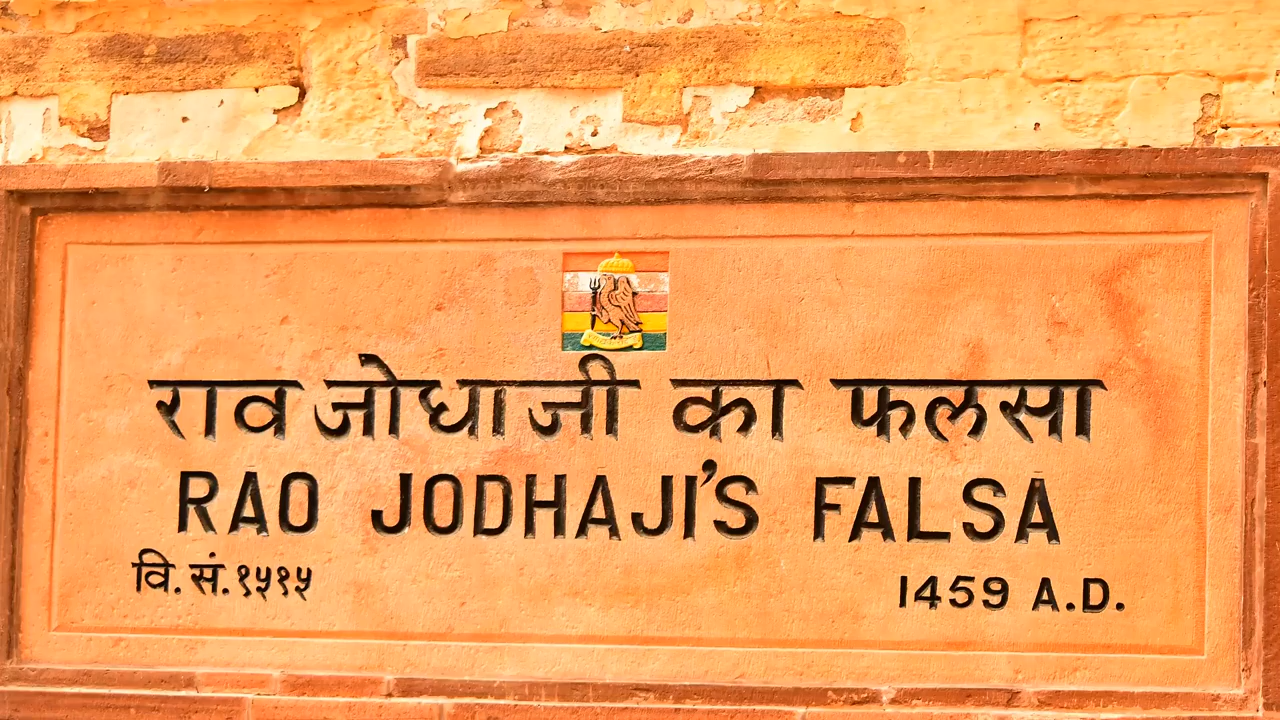 राव जोधाजी का फलसा
RAO JODHAJI'S FALSA
वि. सं. १५१५
1459 A.D.